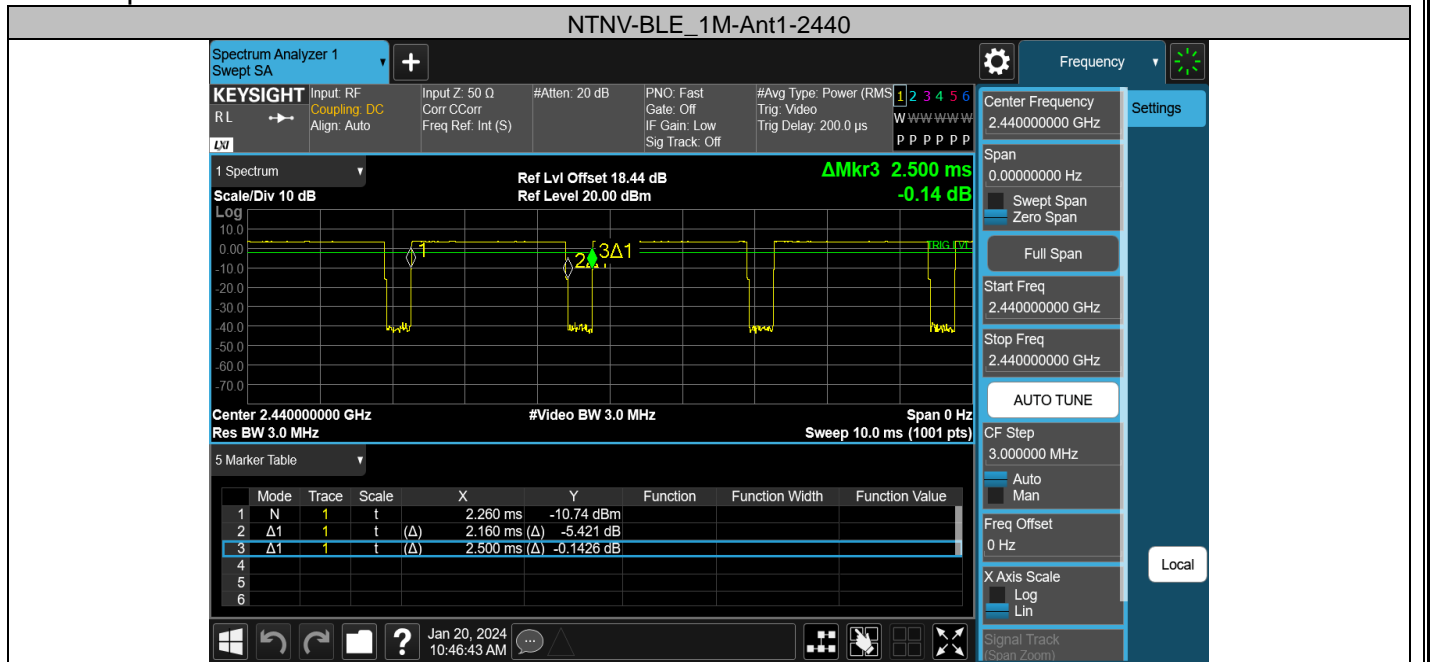 NTNV-BLE_1M-Ant1-2440
Spectrum Analyzer 1
Swept SA
Frequency
KEYSIGHT
R L
LXI
Input: RF
Coupling: DC
Align: Auto
Input Z: 50 Ω
Corr CCorr
Freq Ref: Int (S)
#Atten: 20 dB
PNO: Fast
Gate: Off
IF Gain: Low
Sig Track: Off
#Avg Type: Power (RMS
Trig: Video
Trig Delay: 200.0 µs
1 2 3 4 5 6
W W W W W W
P P P P P P
1 Spectrum
Scale/Div 10 dB
Ref Lvl Offset 18.44 dB
Ref Level 20.00 dBm
ΔMkr3 2.500 ms
-0.14 dB
Log
10.0
0.00
-10.0
-20.0
-30.0
-40.0
-50.0
-60.0
-70.0
1
3Δ1
TRIG LVL
Center 2.440000000 GHz
#Video BW 3.0 MHz
Span 0 Hz
Res BW 3.0 MHz
Sweep 10.0 ms (1001 pts)
5 Marker Table
Mode Trace Scale X Y Function Function Width Function Value
1 N 1 t 2.260 ms -10.74 dBm
2 Δ1 1 t (Δ) 2.160 ms (Δ) -5.421 dB
3 Δ1 1 t (Δ) 2.500 ms (Δ) -0.1426 dB
4
5
6
Jan 20, 2024
10:46:43 AM
Center Frequency
2.440000000 GHz
Settings
Span
0.00000000 Hz
Swept Span
Zero Span
Full Span
Start Freq
2.440000000 GHz
Stop Freq
2.440000000 GHz
AUTO TUNE
CF Step
3.000000 MHz
Auto
Man
Freq Offset
0 Hz
X Axis Scale
Log
Lin
Local
Signal Track
(Span Zoom)